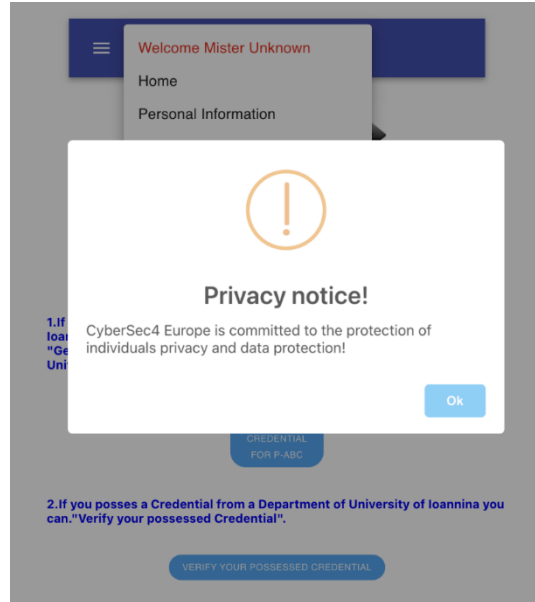 Welcome Mister Unknown
Home
Personal Information
!
Privacy notice!
CyberSec4 Europe is committed to the protection of
individuals privacy and data protection!
Ok
1.If
"Ge
Uni
CREDENTIAL
FOR P-ABC
2.If you posses a Credential from a Department of University of Ioannina you
can."Verify your possessed Credential".
VERIFY YOUR POSSESSED CREDENTIAL